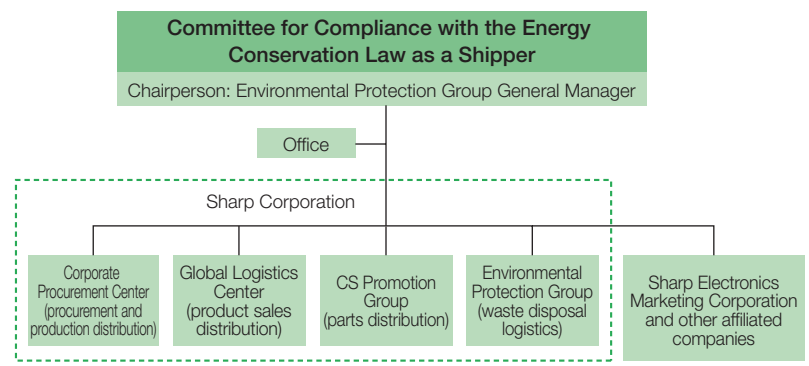 Committee for Compliance with the Energy
Conservation Law as a Shipper
Chairperson: Environmental Protection Group General Manager
Office
Sharp Corporation
Corporate
Procurement Center
(procurement and
production distribution)
Global Logistics
Center
(product sales
distribution)
CS Promotion
Group
(parts distribution)
Environmental
Protection Group
(waste disposal
logistics)
Sharp Electronics
Marketing Corporation
and other affiliated
companies